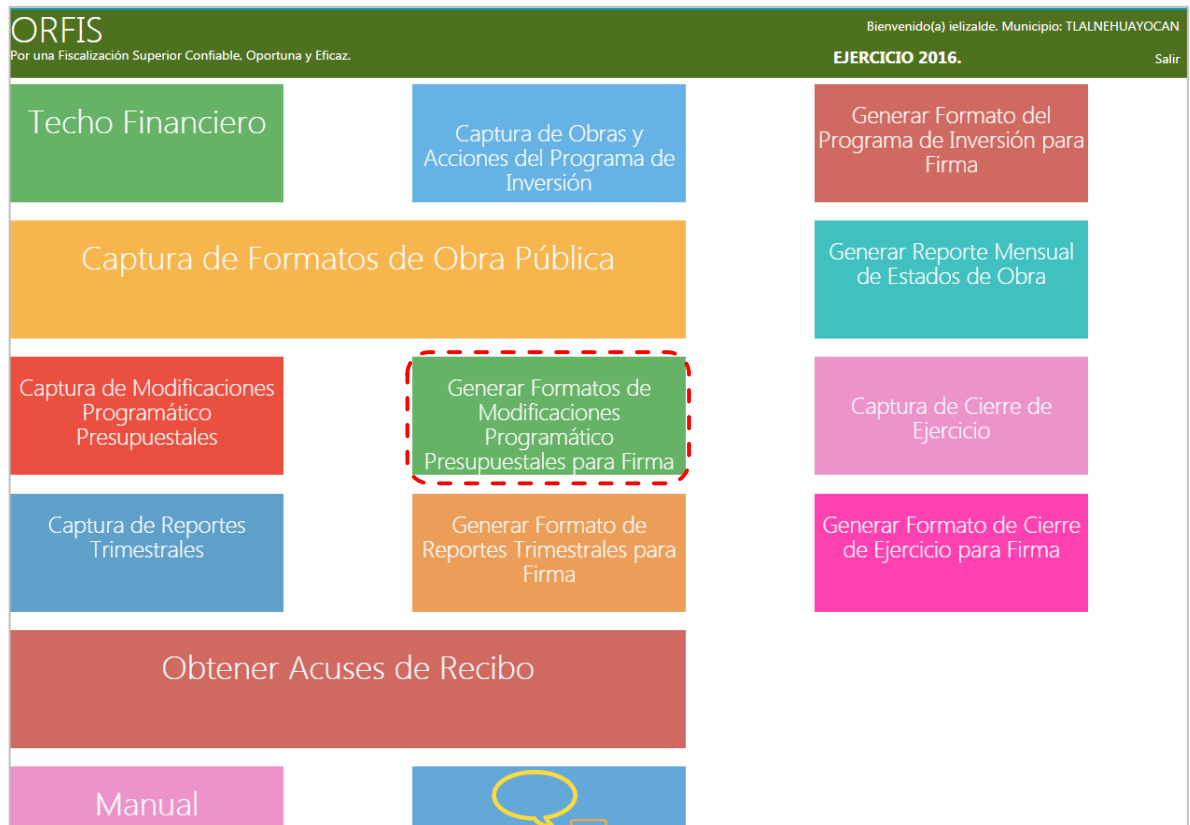 ORFIS
Por una Fiscalización Superior Confiable, Oportuna y Eficaz.
Bienvenido(a) ielizalde. Municipio: TLALNEHUAYOCAN
EJERCICIO 2016.
Salir
Techo Financiero
Captura de Obras y
Acciones del Programa de
Inversión
Generar Formato del
Programa de Inversión para
Firma
Captura de Formatos de Obra Pública
Generar Reporte Mensual
de Estados de Obra
Captura de Modificaciones
Programático
Presupuestales
Generar Formatos de
Modificaciones
Programático
Presupuestales para Firma
Captura de Cierre de
Ejercicio
Captura de Reportes
Trimestrales
Generar Formato de
Reportes Trimestrales para
Firma
Generar Formato de Cierre
de Ejercicio para Firma
Obtener Acuses de Recibo
Manual